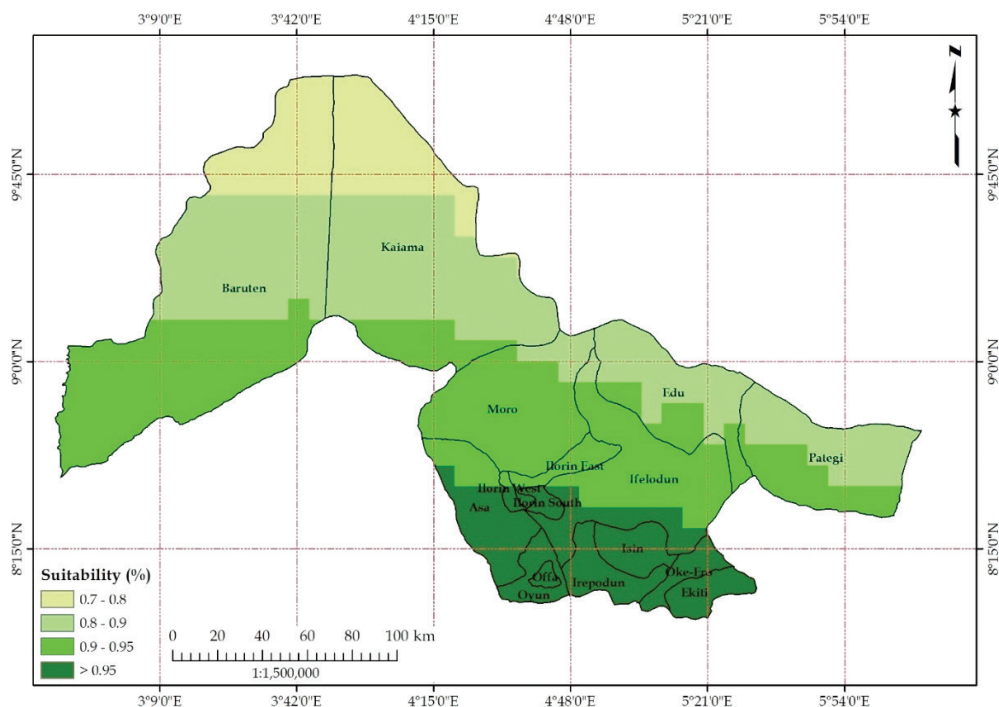 3°9'0"E 3°42'0"E 4°15'0"E 4°48'0"E 5°21'0"E 5°54'0"E
N
9°45'0"N 9°45'0"N
Kaiama
Baruten
9°0'0"N 9°0'0"N
Edu
Moro
Pategi
Ilorin East
Ifelodun
Ilorin West
Ilorin South
Asa
8°15'0"N 8°15'0"N
Isin
Oke-Ero
Offa
Irepodun
Ekiti
Oyun
Suitability (%)
0.7 - 0.8
0.8 - 0.9
0.9 - 0.95
> 0.95
0 20 40 60 80 100 km
1:1,500,000
3°9'0"E 3°42'0"E 4°15'0"E 4°48'0"E 5°21'0"E 5°54'0"E